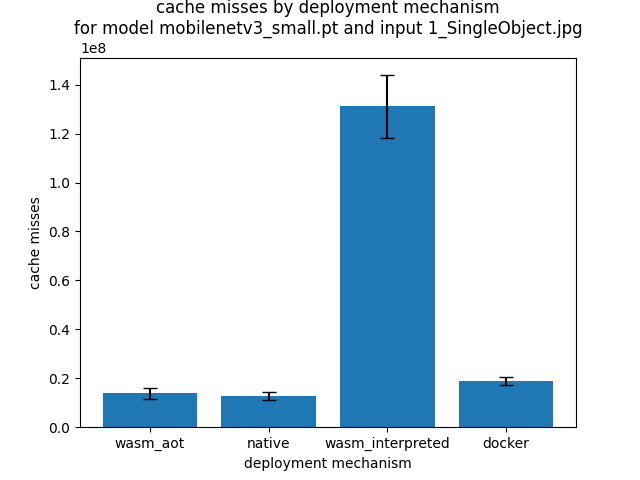 cache misses by deployment mechanism
for model mobilenetv3_small.pt and input 1_SingleObject.jpg
1e8
1.4
1.2
1.0
0.8
0.6
0.4
0.2
0.0
cache misses
wasm_aot native wasm_interpreted docker
deployment mechanism